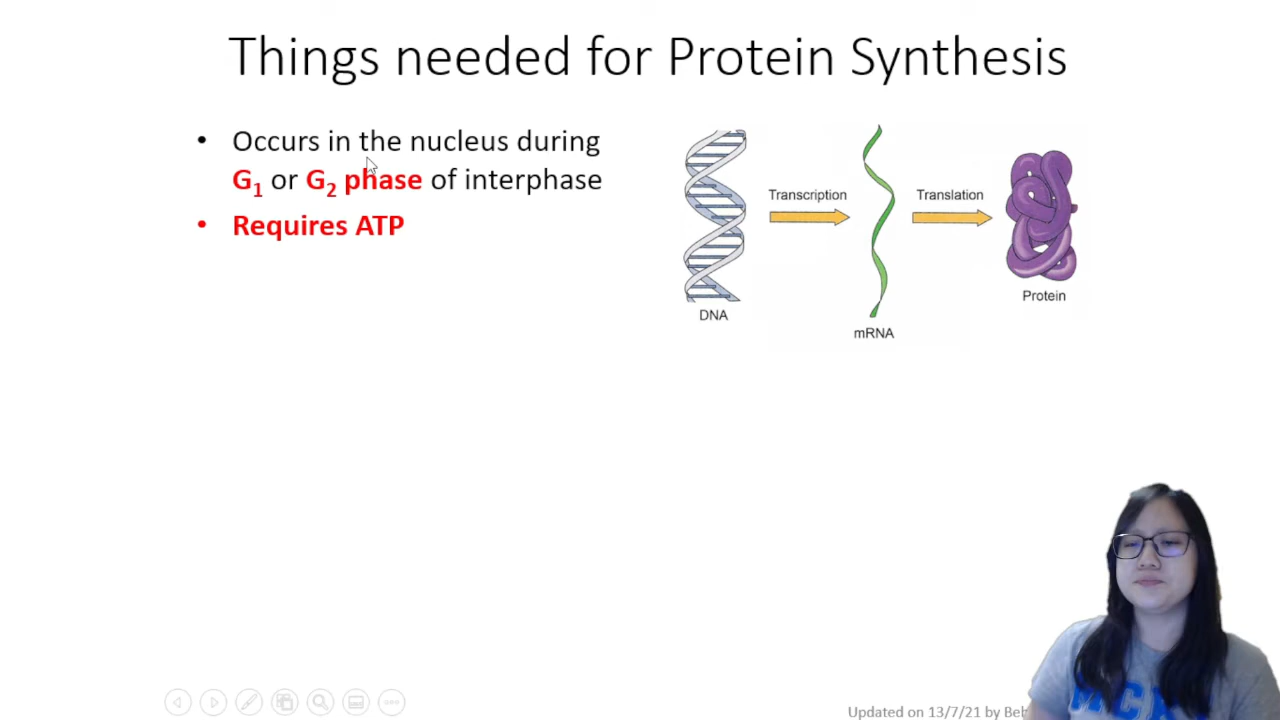 Things needed for Protein Synthesis
• Occurs in the nucleus during
G₁ or G₂ phase of interphase
• Requires ATP
Transcription
Translation
DNA
mRNA
Protein
Updated on 13/7/21 by